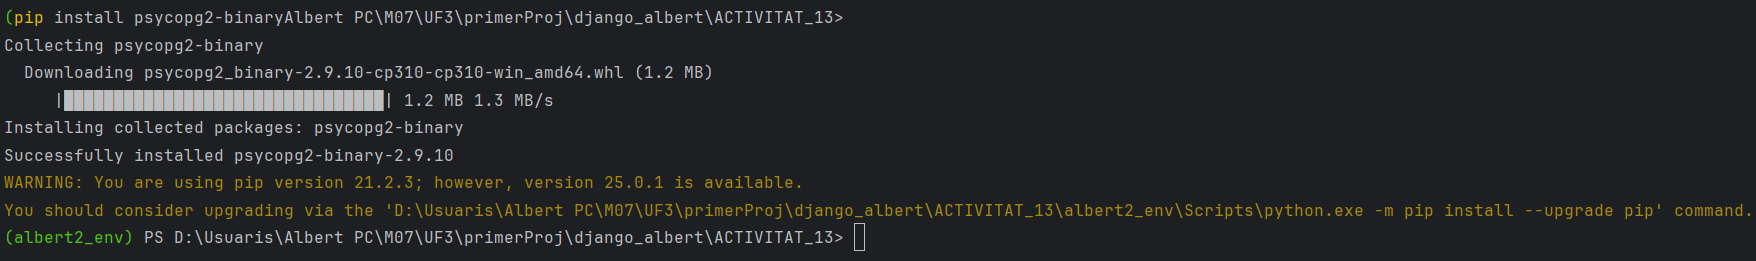 (pip install psycopg2-binaryAlbert PC\M07\UF3\primerProj\django_albert\ACTIVITAT_13>
Collecting psycopg2-binary
  Downloading psycopg2_binary-2.9.10-cp310-cp310-win_amd64.whl (1.2 MB)
     |████████████████████████████████| 1.2 MB 1.3 MB/s
Installing collected packages: psycopg2-binary
Successfully installed psycopg2-binary-2.9.10
WARNING: You are using pip version 21.2.3; however, version 25.0.1 is available.
You should consider upgrading via the 'D:\Usuaris\Albert PC\M07\UF3\primerProj\django_albert\ACTIVITAT_13\albert2_env\Scripts\python.exe -m pip install --upgrade pip' command.
(albert2_env) PS D:\Usuaris\Albert PC\M07\UF3\primerProj\django_albert\ACTIVITAT_13>